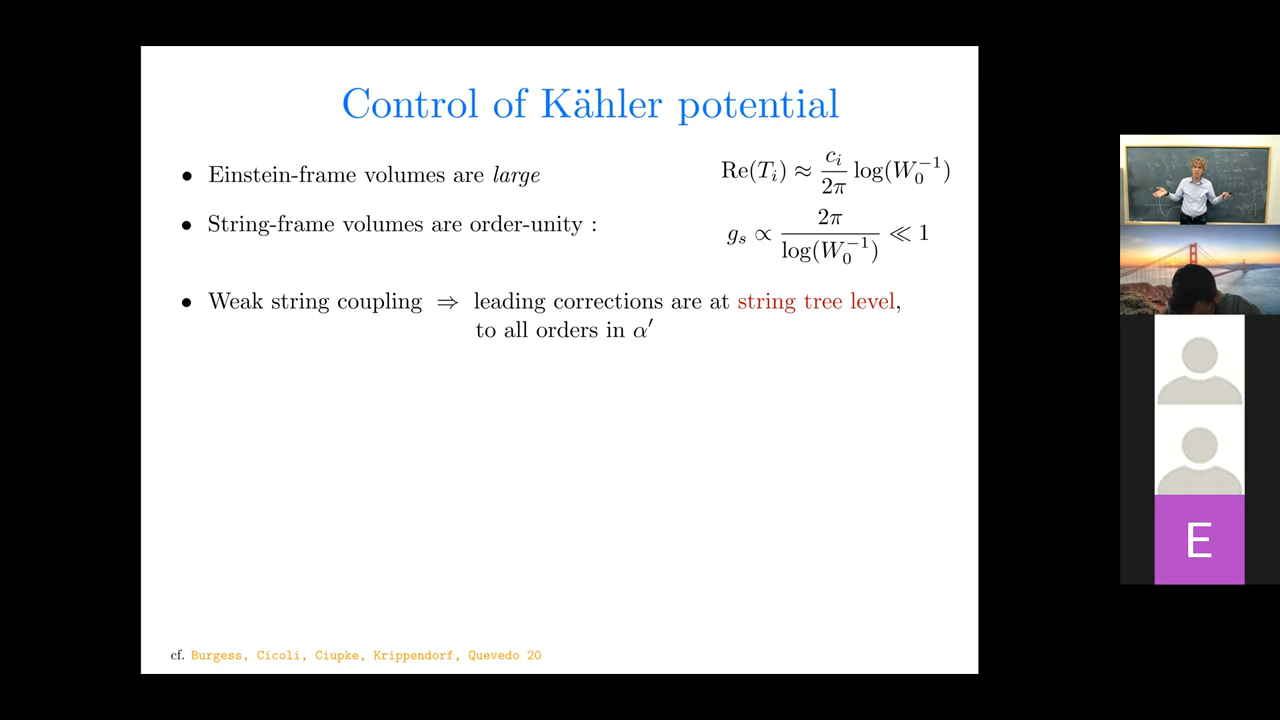 Control of Kähler potential
• Einstein-frame volumes are large
Re(T_i) ≈ c_i/2π log(W_0^{-1})
• String-frame volumes are order-unity :
g_s ∝ 2π/log(W_0^{-1}) ≪ 1
• Weak string coupling ⇒ leading corrections are at string tree level,
to all orders in α′
cf. Burgess, Cicoli, Ciupke, Krippendorf, Quevedo 20
E